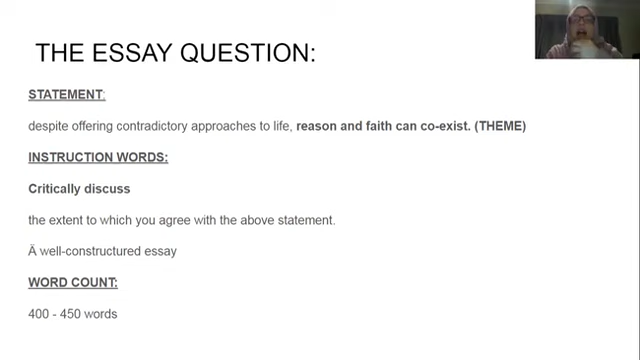 THE ESSAY QUESTION:
STATEMENT:
despite offering contradictory approaches to life, reason and faith can co-exist. (THEME)
INSTRUCTION WORDS:
Critically discuss
the extent to which you agree with the above statement.
Ä well-constructured essay
WORD COUNT:
400 - 450 words